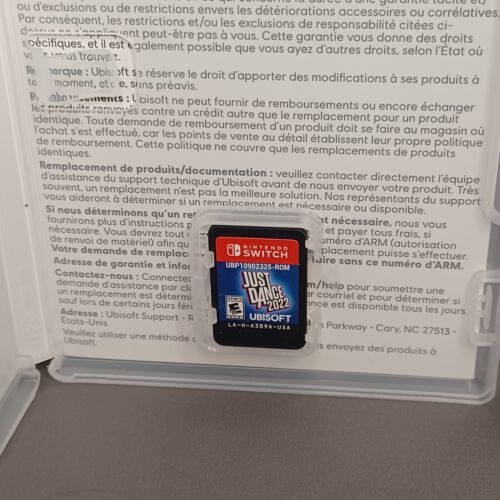 ou d'exclusions ou de restrictions envers les détériorations accessoires ou corrélatives.
Par conséquent, les restrictions et/ou les exclusions de responsabilité citées ci-
peut-être pas à vous. Cette garantie vous donne des droits
spécifiques, et il est également possible que vous ayez d'autres droits, selon l'État où
vous trouvez.
Remarque : Ubisoft se réserve le droit d'apporter des modifications à ses produits à
moment, et ce, sans préavis.
Remboursements : Ubisoft ne peut fournir de remboursements ou encore échanger
les produits renvoyés contre un crédit autre que le remplacement pour un produit
identique. Toute demande de remboursement d'un produit doit se faire au magasin où
l'achat s'est effectué, car les points de vente au détail établissent leur propre politique
de remboursement. Cette politique ne couvre que les remplacements de produits
identiques.
Remplacement de produits/documentation : veuillez contacter directement l'équipe
d'assistance du support technique d'Ubisoft avant de nous envoyer votre produit. Très
souvent, un remplacement n'est pas la meilleure solution. Nos représentants du support
vous aideront à déterminer si un remplacement est nécessaire ou disponible.
Si nous déterminons qu'un est nécessaire, nous vous
fournirons plus d'instructions et payer tous frais, si
nécessaire. Vous devrez tout numéro d'ARM (autorisation
de renvoi de matériel) afin remplacement puisse s'effectuer.
Votre demande de sans ce numéro d'ARM.
Adresse de garantie et
Contactez-nous : .com/help pour soumettre une
demande d'assistance par courriel et pour déterminer si
un remplacement est est disponible tous les jours
sauf lors de certains jours
Adresse : Ubisoft Support - Parkway • Cary, NC 27513 •
États-Unis
Veuillez utiliser une méthode envoyez des produits à
Ubisoft.
NINTENDO
SWITCH
UBP10902325-ROM
JUST
DANCE
2022
UBISOFT
LA-H-A3B9A-USA